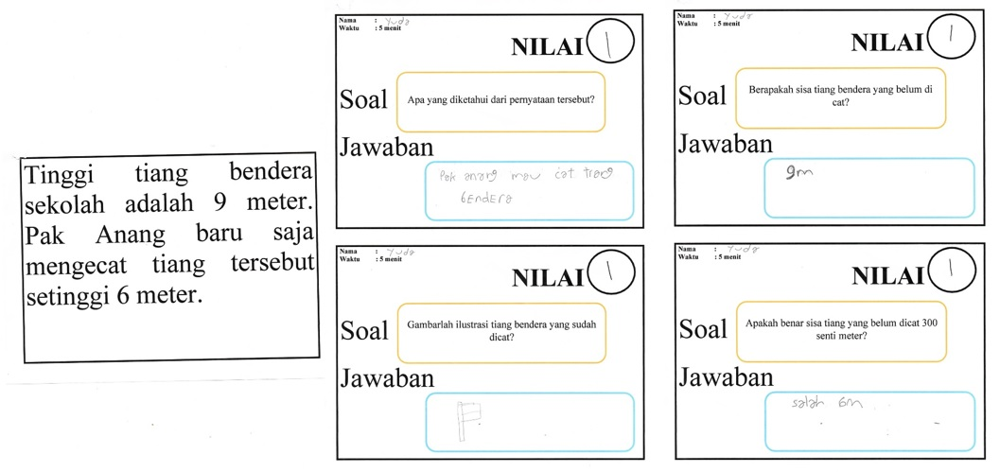 Tinggi tiang bendera
sekolah adalah 9 meter.
Pak Anang baru saja
mengecat tiang tersebut
setinggi 6 meter.
Nama : Yuda
Waktu : 5 menit
NILAI 1
Soal
Apa yang diketahui dari pernyataan tersebut?
Jawaban
Pak anang mau cat tiang
bEndEra
Nama : Yuda
Waktu : 5 menit
NILAI 1
Soal
Berapakah sisa tiang bendera yang belum di
cat?
Jawaban
9m
Nama : Yuda
Waktu : 5 menit
NILAI 1
Soal
Gambarlah ilustrasi tiang bendera yang sudah
dicat?
Jawaban
Nama : Yuda
Waktu : 5 menit
NILAI 1
Soal
Apakah benar sisa tiang yang belum dicat 300
senti meter?
Jawaban
salah 6m